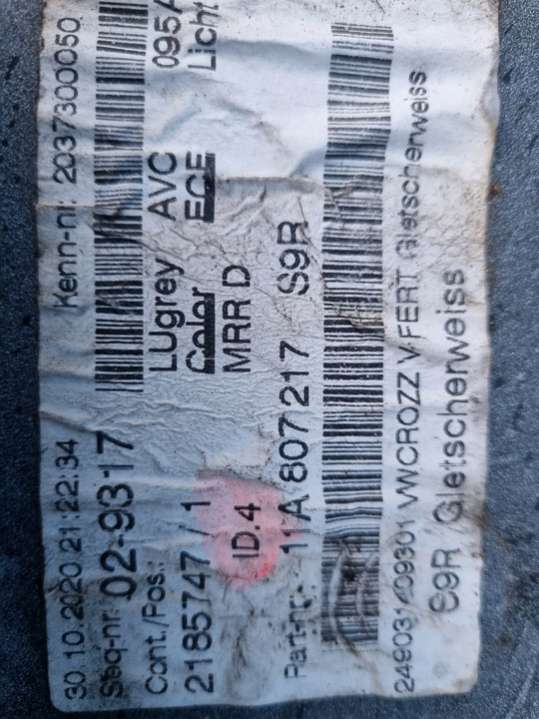 30.10.2020 21:22:34 Kenn-nr: 2037300050
Seq-nr: 02-9317
Cont./Pos.: LUgrey AVC 095A
2185747 / 1 Color ECE Licht
ID.4 MRR D
Part-nr.: 11A 807 217 S9R
VWCROZZ V.FERT Gletscherweiss
S9R Gletscherweiss